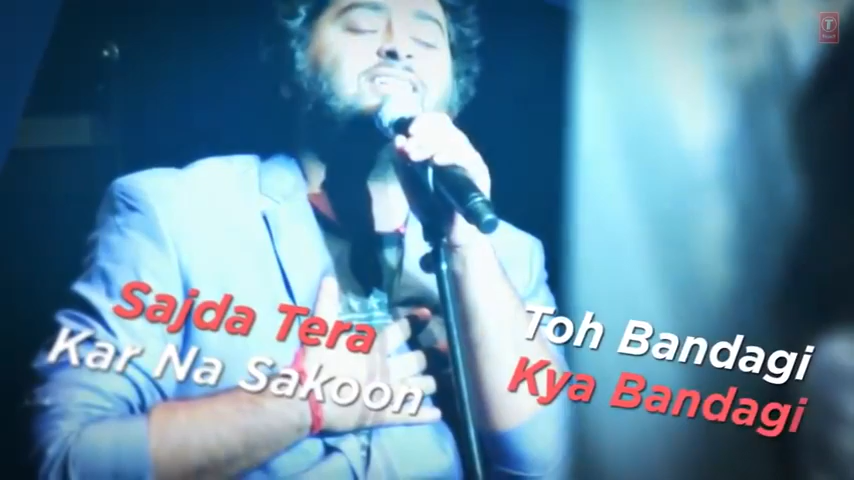 Sajda Tera
Kar Na Sakoon
Toh Bandagi
Kya Bandagi